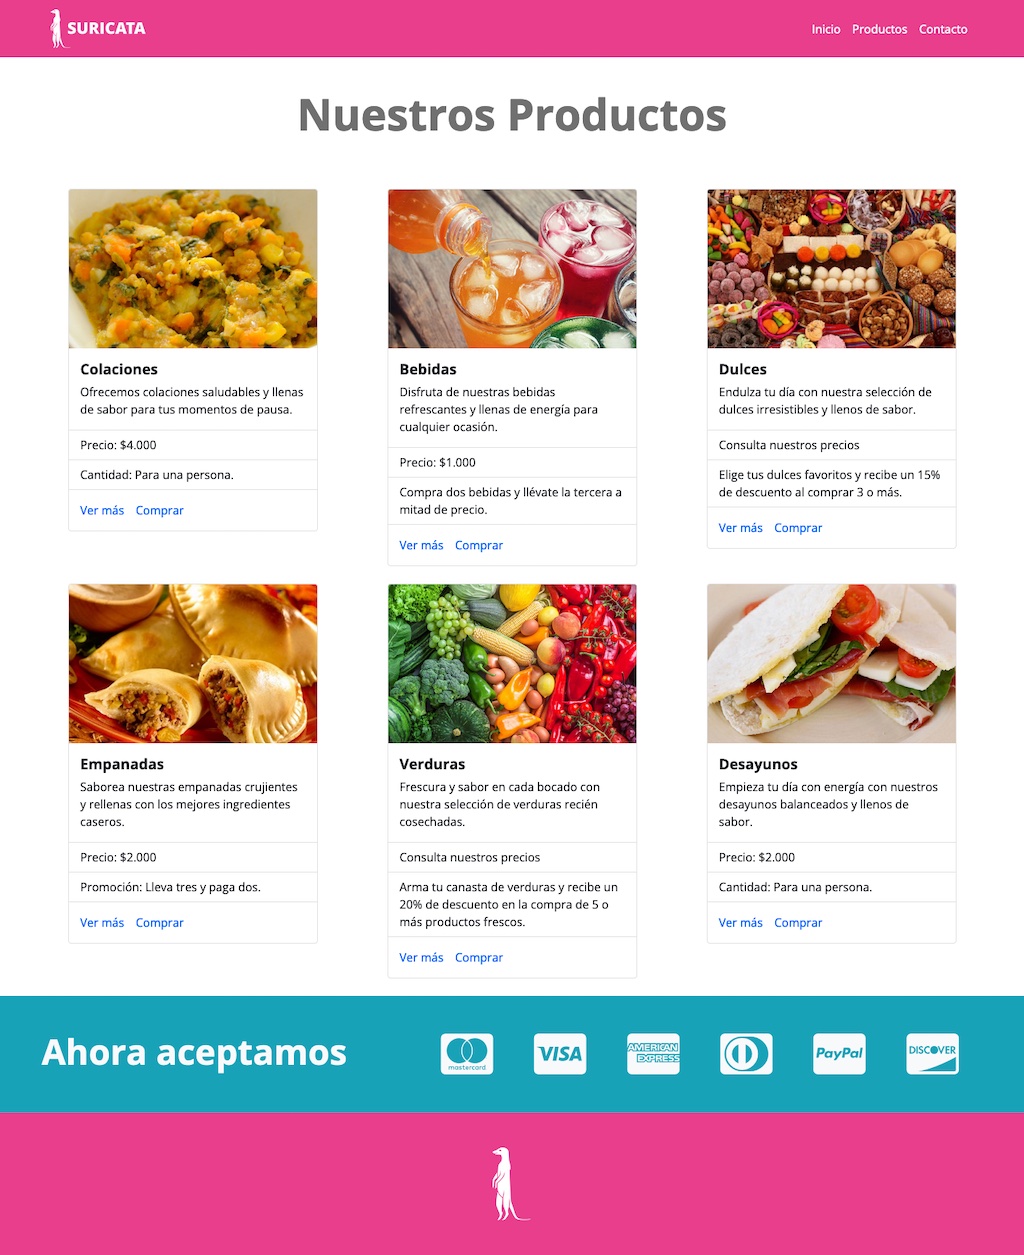 SURICATA
Inicio Productos Contacto
Nuestros Productos
Colaciones
Ofrecemos colaciones saludables y llenas
de sabor para tus momentos de pausa.
Precio: $4.000
Cantidad: Para una persona.
Ver más Comprar
Bebidas
Disfruta de nuestras bebidas
refrescantes y llenas de energía para
cualquier ocasión.
Precio: $1.000
Compra dos bebidas y llévate la tercera a
mitad de precio.
Ver más Comprar
Dulces
Endulza tu día con nuestra selección de
dulces irresistibles y llenos de sabor.
Consulta nuestros precios
Elige tus dulces favoritos y recibe un 15%
de descuento al comprar 3 o más.
Ver más Comprar
Empanadas
Saborea nuestras empanadas crujientes
y rellenas con los mejores ingredientes
caseros.
Precio: $2.000
Promoción: Lleva tres y paga dos.
Ver más Comprar
Verduras
Frescura y sabor en cada bocado con
nuestra selección de verduras recién
cosechadas.
Consulta nuestros precios
Arma tu canasta de verduras y recibe un
20% de descuento en la compra de 5 o
más productos frescos.
Ver más Comprar
Desayunos
Empieza tu día con energía con nuestros
desayunos balanceados y llenos de
sabor.
Precio: $2.000
Cantidad: Para una persona.
Ver más Comprar
Ahora aceptamos
mastercard
VISA
AMERICAN
EXPRESS
PayPal
DISCOVER